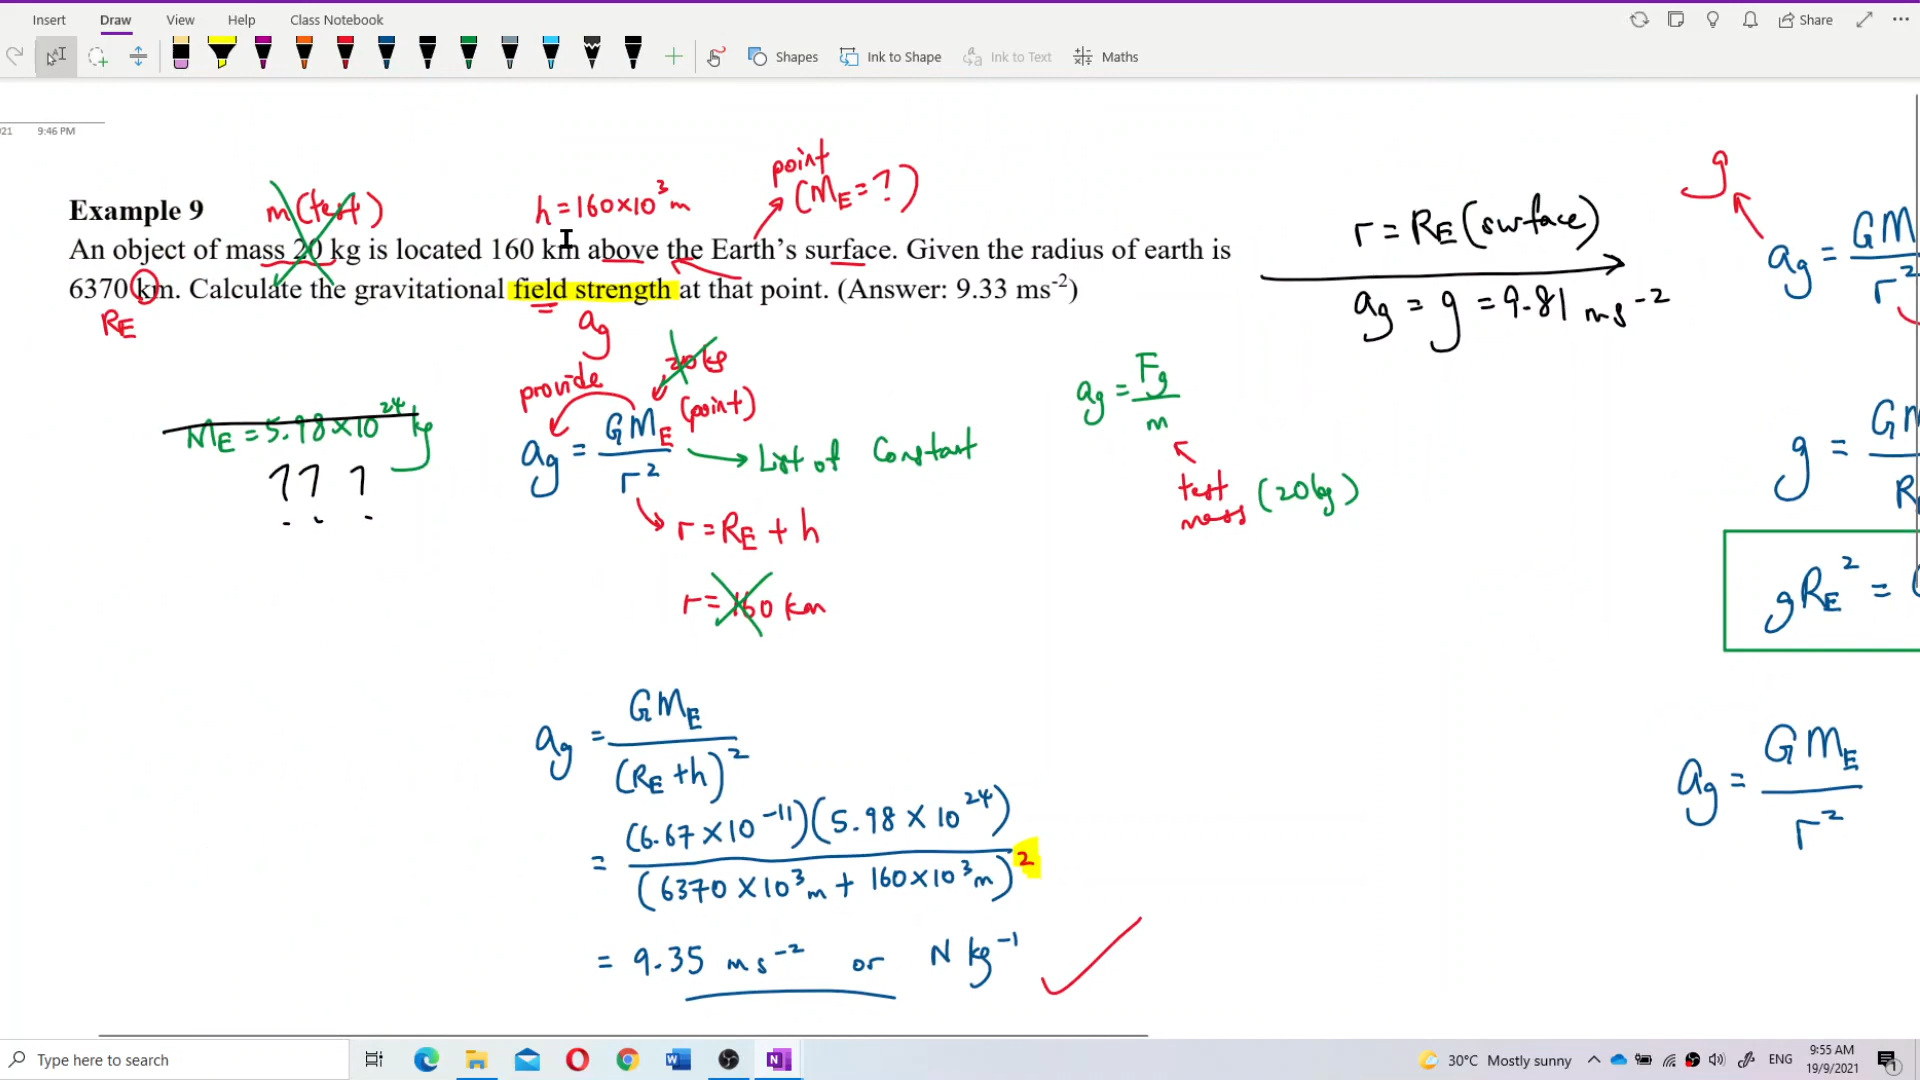 Insert Draw View Help Class Notebook
Share
Shapes Ink to Shape Ink to Text Maths
21 9:46 PM
point
(ME = ?)
Example 9 m (test) h = 160×10³ m
An object of mass 20 kg is located 160 km above the Earth's surface. Given the radius of earth is
6370 km. Calculate the gravitational field strength at that point. (Answer: 9.33 ms⁻²)
RE
ag
r = RE (surface)
ag = g = 9.81 ms⁻²
g
ag = GM / r²
20 kg
provide
(point)
ME = 5.98×10²⁴ kg
? ? ?
ag = GME / r² → List of Constant
r = RE + h
r = 160 km
ag = Fg / m
test mass (20kg)
g = GM / R
gRE² =
ag = GME / (RE + h)²
= (6.67 × 10⁻¹¹)(5.98 × 10²⁴) / (6370 × 10³ m + 160×10³ m)²
= 9.35 ms⁻² or N kg⁻¹
ag = GME / r²
Type here to search
30°C Mostly sunny ENG 9:55 AM
19/9/2021